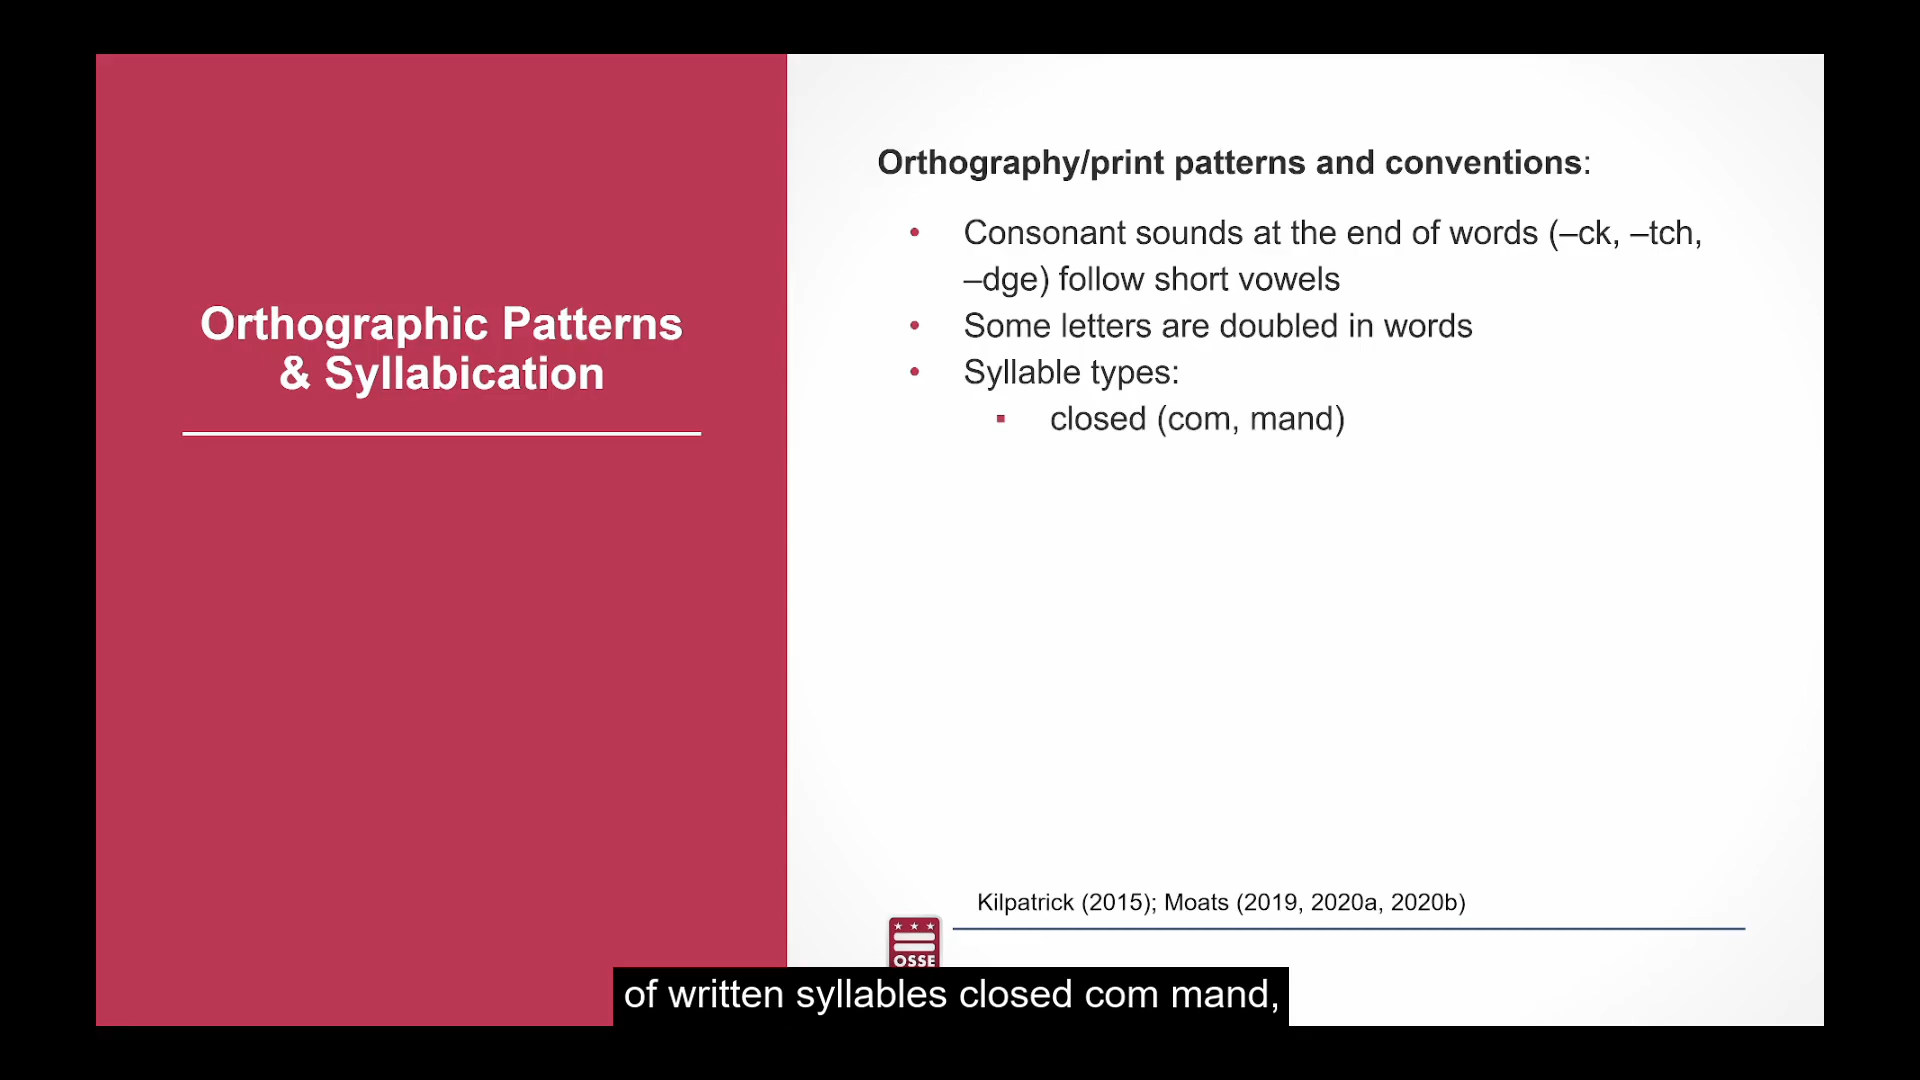 Orthographic Patterns
& Syllabication
Orthography/print patterns and conventions:
• Consonant sounds at the end of words (–ck, –tch,
–dge) follow short vowels
• Some letters are doubled in words
• Syllable types:
▪ closed (com, mand)
Kilpatrick (2015); Moats (2019, 2020a, 2020b)
OSSE
of written syllables closed com mand,